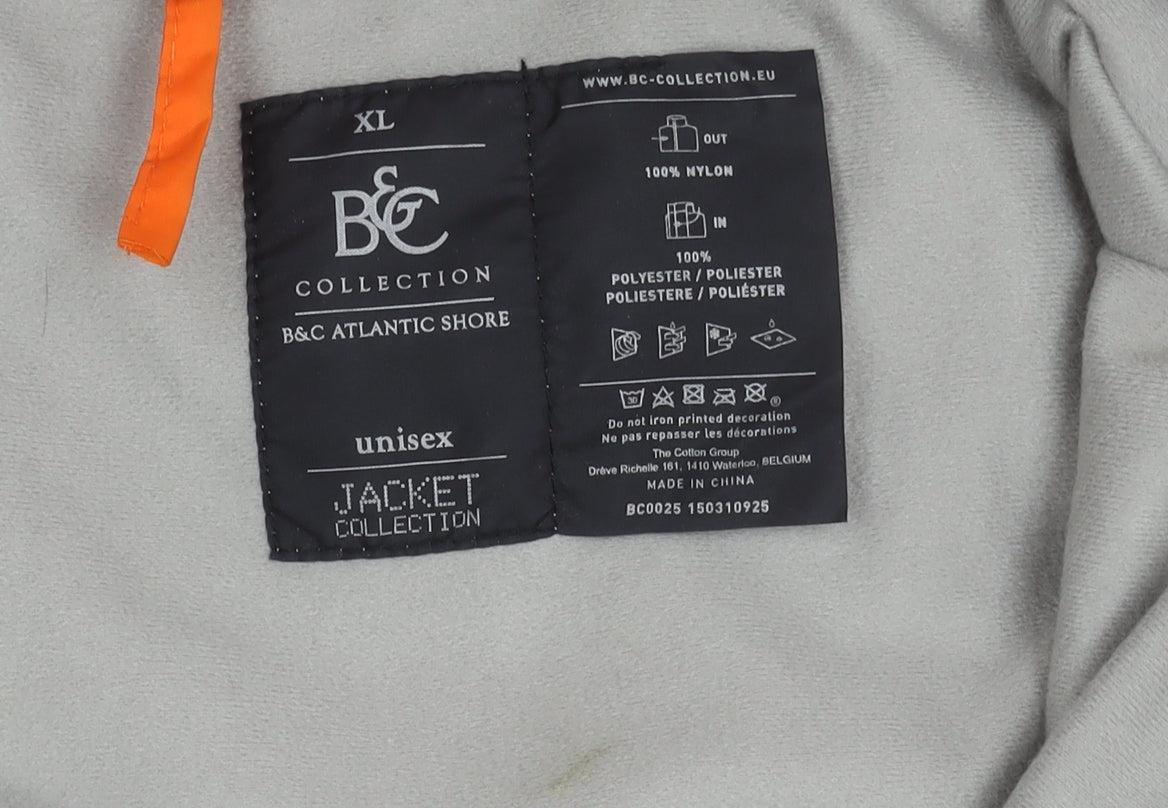 XL
B&C
COLLECTION
B&C ATLANTIC SHORE
unisex
JACKET
COLLECTION
WWW.BC-COLLECTION.EU
OUT
100% NYLON
IN
100%
POLYESTER / POLIESTER
POLIESTERE / POLIÉSTER
30
Do not iron printed decoration
Ne pas repasser les décorations
The Cotton Group
Drève Richelle 161, 1410 Waterloo, BELGIUM
MADE IN CHINA
BC0025 150310925